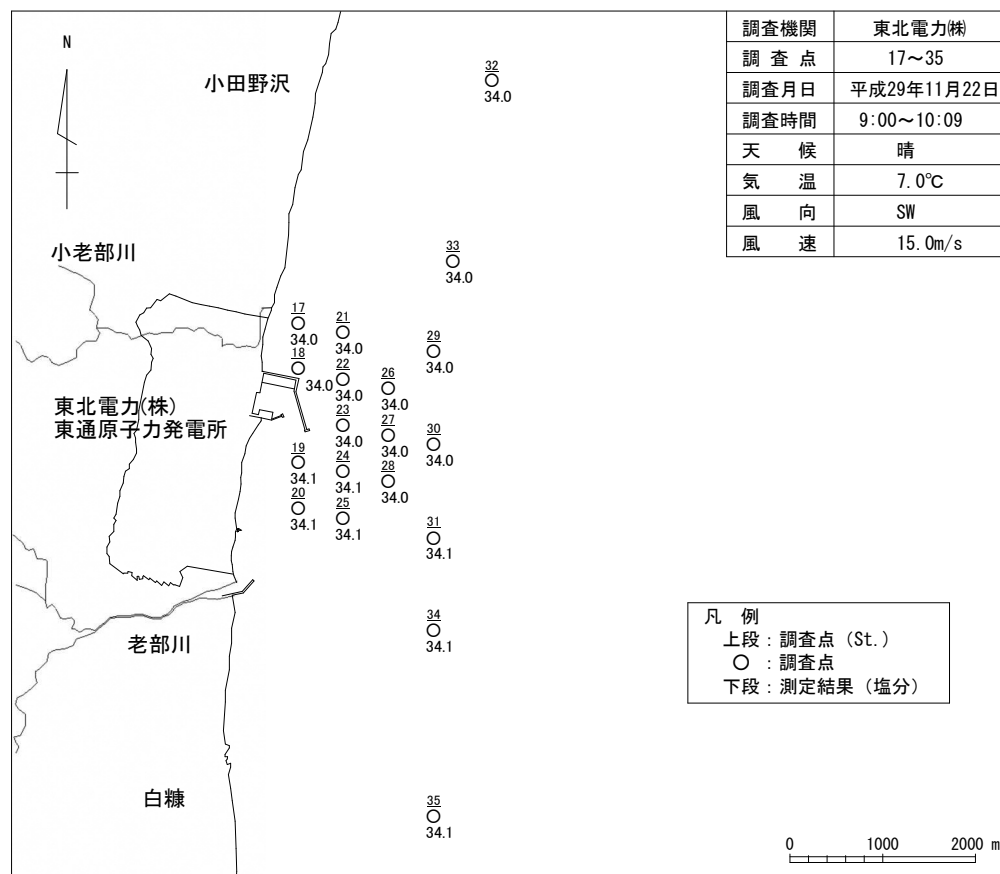 N
小田野沢
小老部川
東北電力(株)
東通原子力発電所
老部川
白糠
調査機関 東北電力㈱
調査点 17～35
調査月日 平成29年11月22日
調査時間 9:00～10:09
天候 晴
気温 7.0℃
風向 SW
風速 15.0m/s
32
34.0
33
34.0
17
34.0
21
34.0
29
34.0
18
34.0
22
34.0
26
34.0
23
34.0
27
34.0
30
34.0
19
34.1
24
34.1
28
34.0
20
34.1
25
34.1
31
34.1
34
34.1
35
34.1
凡例
上段：調査点（St.）
○：調査点
下段：測定結果（塩分）
0 1000 2000 m